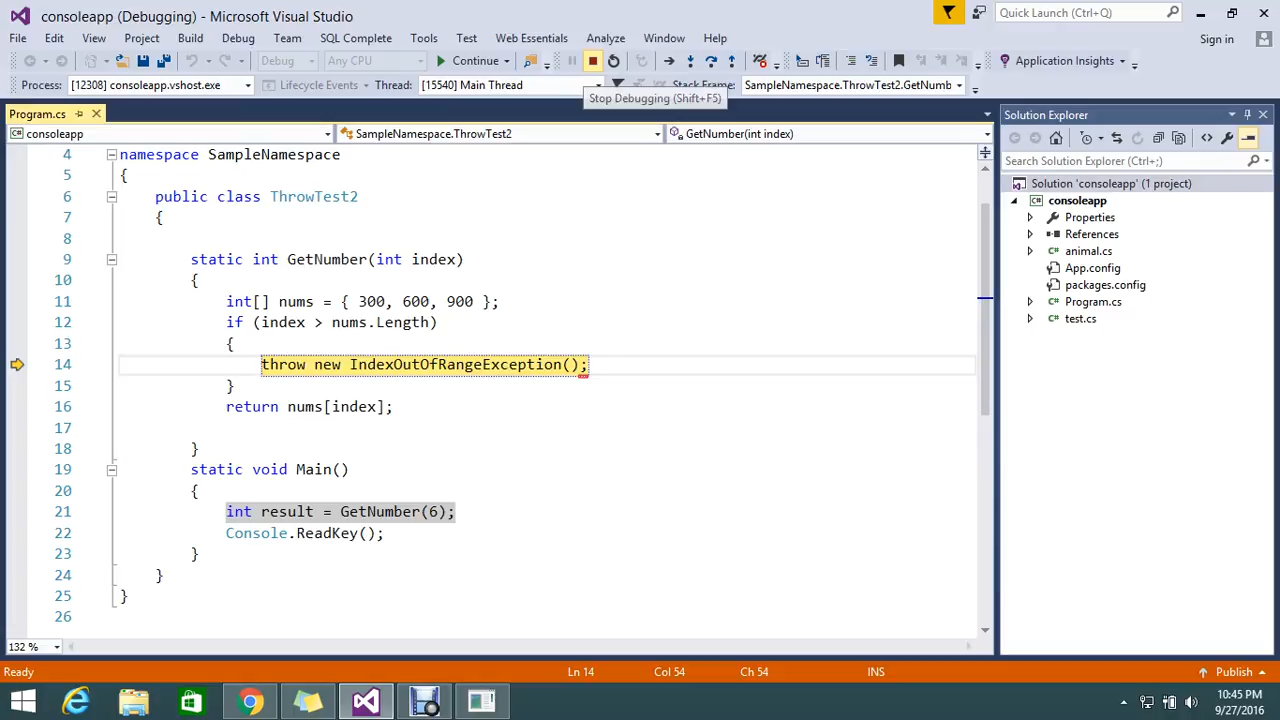 consoleapp (Debugging) - Microsoft Visual Studio
Quick Launch (Ctrl+Q)
File Edit View Project Build Debug Team SQL Complete Tools Test Web Essentials Analyze Window Help
Sign in
Debug Any CPU Continue Application Insights
Process: [12308] consoleapp.vshost.exe Lifecycle Events Thread: [15540] Main Thread Stack Frame: SampleNamespace.ThrowTest2.GetNumb
Stop Debugging (Shift+F5)
Program.cs
consoleapp SampleNamespace.ThrowTest2 GetNumber(int index)
4 namespace SampleNamespace
5 {
6 public class ThrowTest2
7 {
8
9 static int GetNumber(int index)
10 {
11 int[] nums = { 300, 600, 900 };
12 if (index > nums.Length)
13 {
14 throw new IndexOutOfRangeException();
15 }
16 return nums[index];
17
18 }
19 static void Main()
20 {
21 int result = GetNumber(6);
22 Console.ReadKey();
23 }
24 }
25 }
26
132 %
Solution Explorer
Search Solution Explorer (Ctrl+;)
Solution 'consoleapp' (1 project)
consoleapp
Properties
References
animal.cs
App.config
packages.config
Program.cs
test.cs
Ready Ln 14 Col 54 Ch 54 INS Publish
10:45 PM
9/27/2016